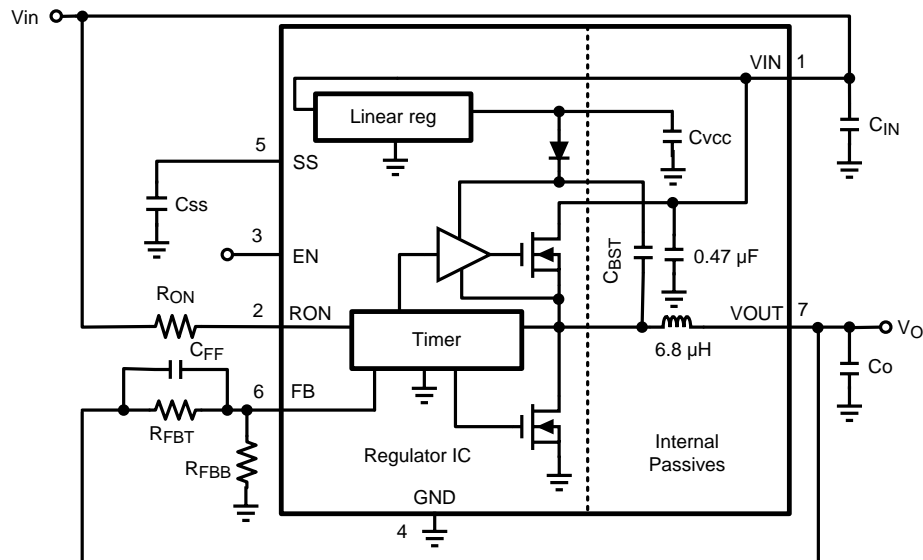 Vin
VIN 1
Linear reg
Cvcc
CIN
5
SS
Css
3
EN
CBST
0.47 µF
RON
2 RON
VOUT 7
VO
Timer
6.8 µH
CFF
Co
6 FB
RFBT
RFBB
Regulator IC
Internal
Passives
GND
4